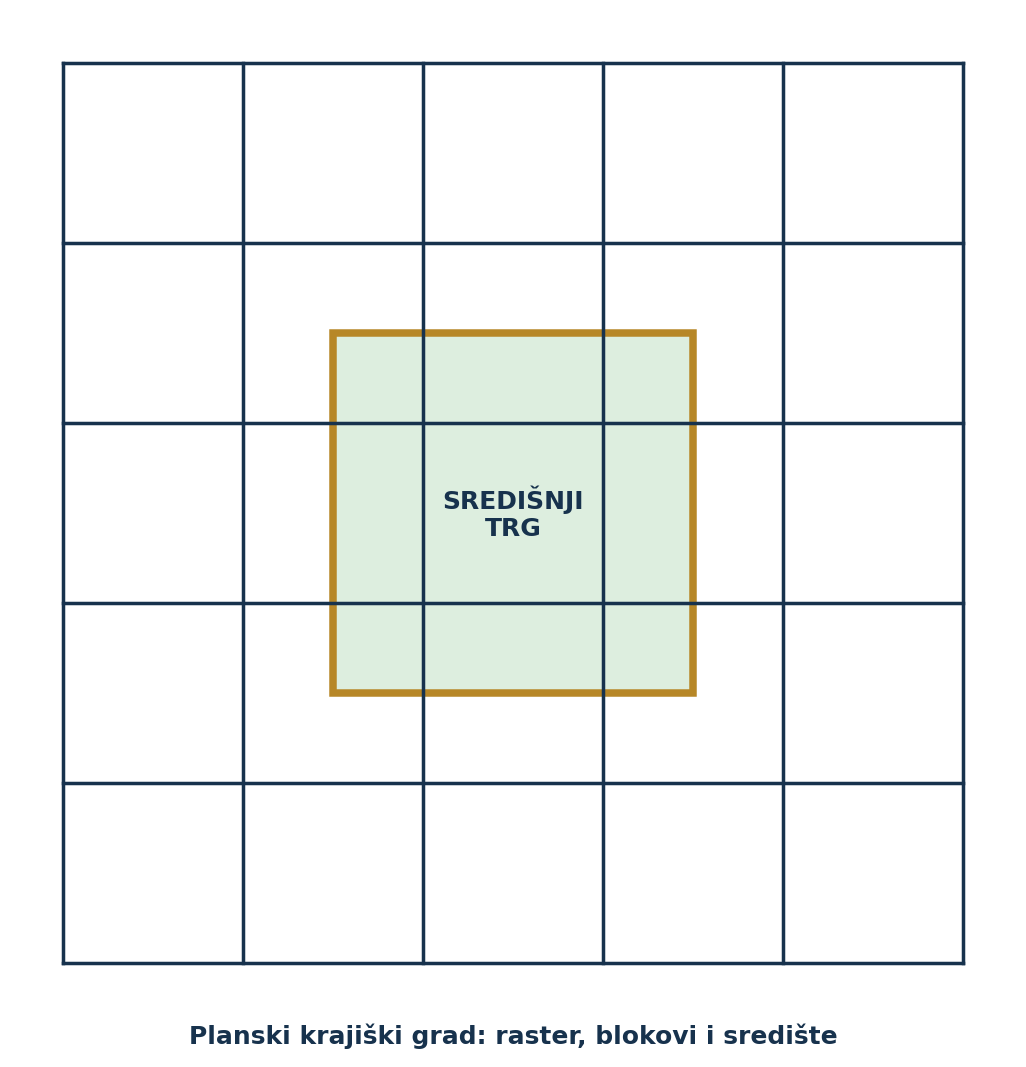 SREDIŠNJI
TRG
Planski krajiški grad: raster, blokovi i središte